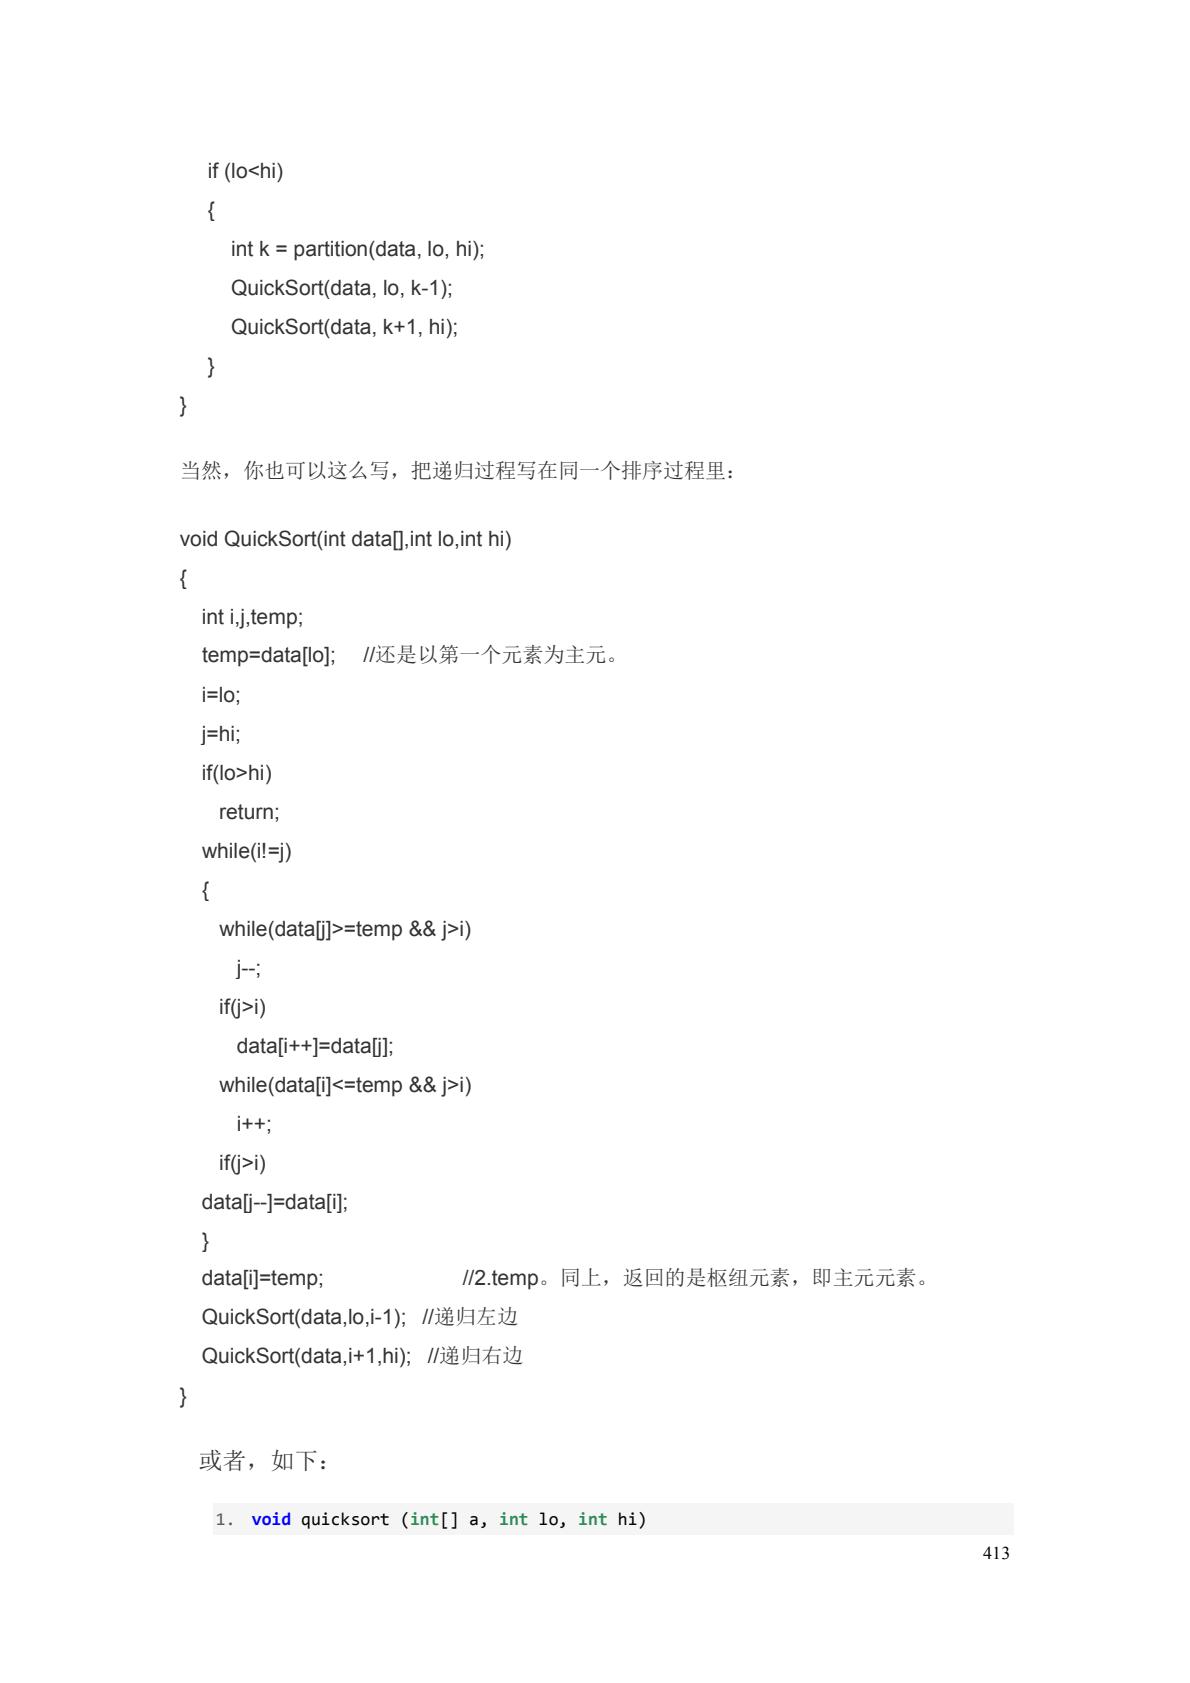 if (lo<hi)
{
int k = partition(data, lo, hi);
QuickSort(data, lo, k-1);
QuickSort(data, k+1, hi);
}
}
当然，你也可以这么写，把递归过程写在同一个排序过程里：
void QuickSort(int data[],int lo,int hi)
{
int i,j,temp;
temp=data[lo]; //还是以第一个元素为主元。
i=lo;
j=hi;
if(lo>hi)
return;
while(i!=j)
{
while(data[j]>=temp && j>i)
j--;
if(j>i)
data[i++]=data[j];
while(data[i]<=temp && j>i)
i++;
if(j>i)
data[j--]=data[i];
}
data[i]=temp; //2.temp。同上，返回的是枢纽元素，即主元元素。
QuickSort(data,lo,i-1); //递归左边
QuickSort(data,i+1,hi); //递归右边
}
或者，如下：
1. void quicksort (int[] a, int lo, int hi)
413